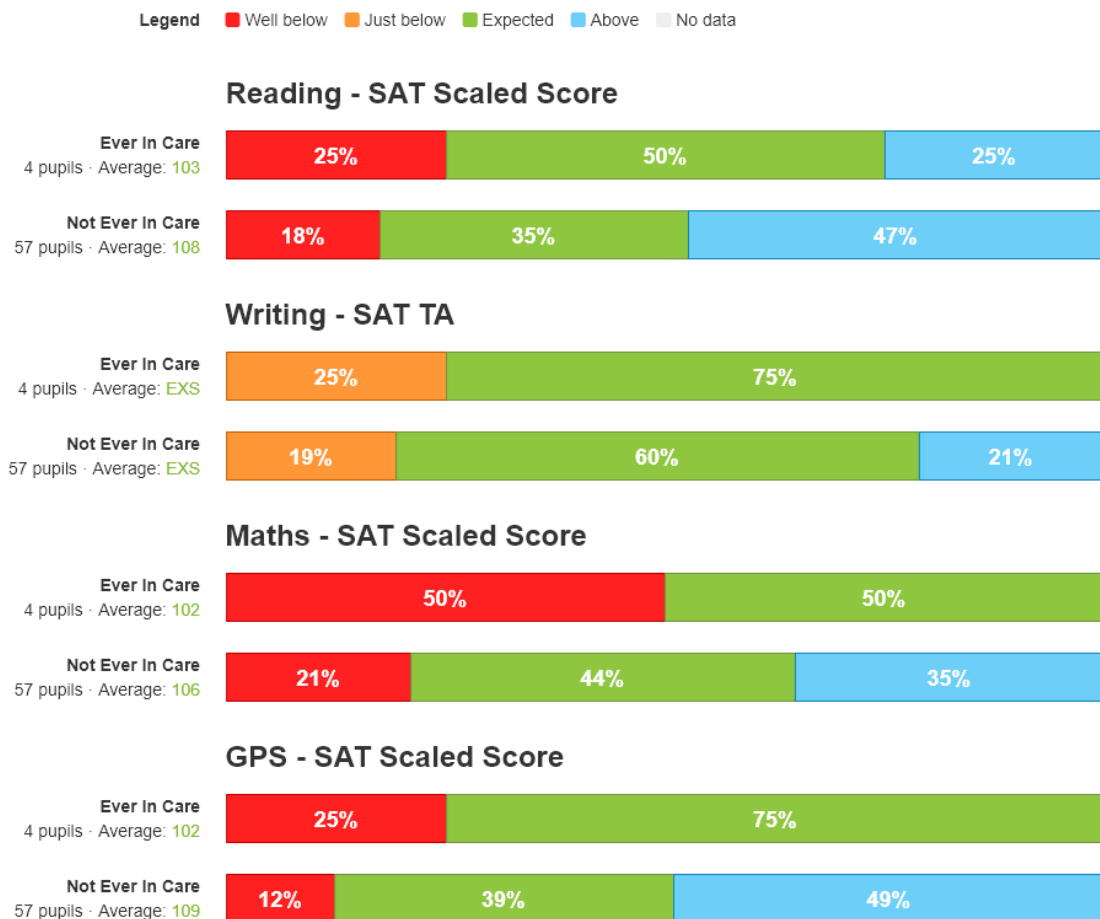 Legend Well below Just below Expected Above No data
Reading - SAT Scaled Score
Ever In Care
4 pupils · Average: 103
25% 50% 25%
Not Ever In Care
57 pupils · Average: 108
18% 35% 47%
Writing - SAT TA
Ever In Care
4 pupils · Average: EXS
25% 75%
Not Ever In Care
57 pupils · Average: EXS
19% 60% 21%
Maths - SAT Scaled Score
Ever In Care
4 pupils · Average: 102
50% 50%
Not Ever In Care
57 pupils · Average: 106
21% 44% 35%
GPS - SAT Scaled Score
Ever In Care
4 pupils · Average: 102
25% 75%
Not Ever In Care
57 pupils · Average: 109
12% 39% 49%